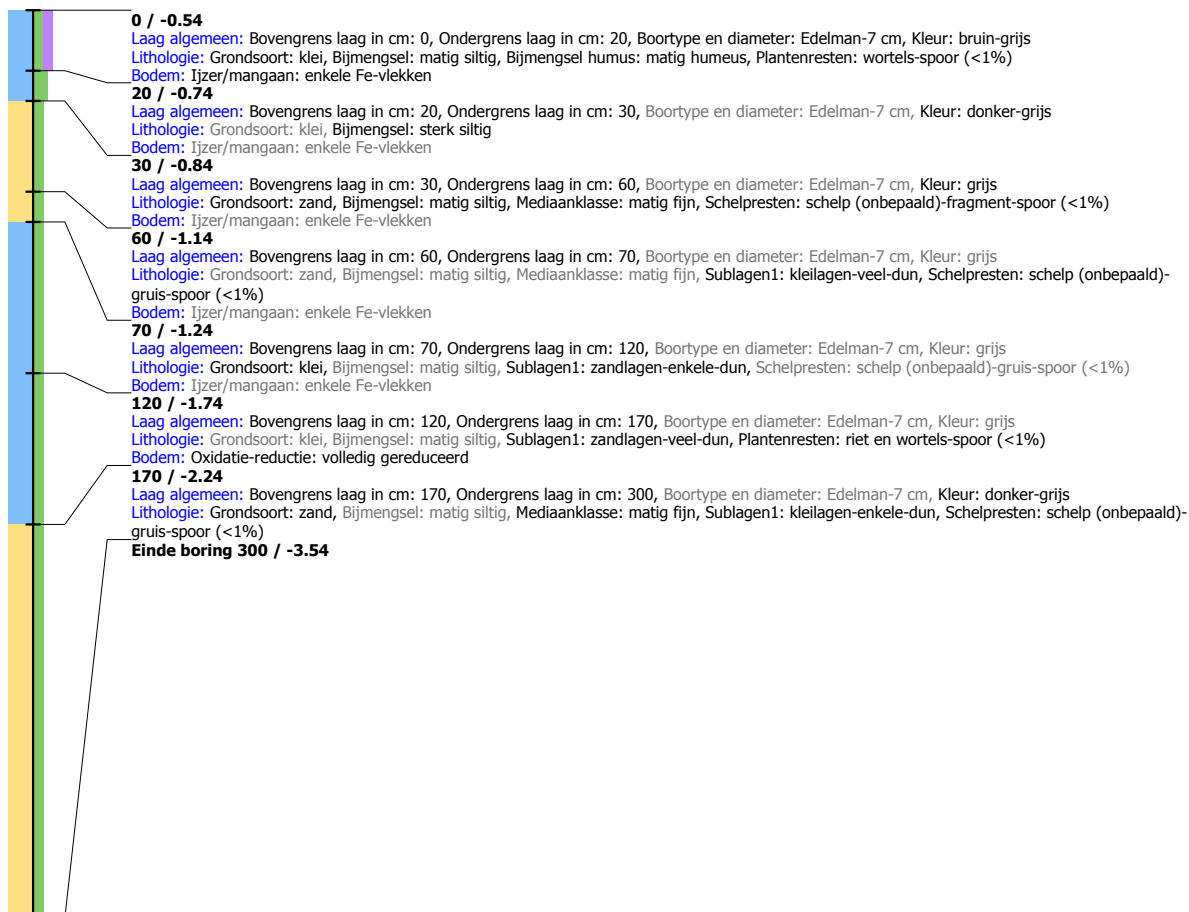 0 / -0.54
Laag algemeen: Bovengrens laag in cm: 0, Ondergrens laag in cm: 20, Boortype en diameter: Edelman-7 cm, Kleur: bruin-grijs
Lithologie: Grondsoort: klei, Bijmengsel: matig siltig, Bijmengsel humus: matig humeus, Plantenresten: wortels-spoor (<1%)
Bodem: Ijzer/mangaan: enkele Fe-vlekken
20 / -0.74
Laag algemeen: Bovengrens laag in cm: 20, Ondergrens laag in cm: 30, Boortype en diameter: Edelman-7 cm, Kleur: donker-grijs
Lithologie: Grondsoort: klei, Bijmengsel: sterk siltig
Bodem: Ijzer/mangaan: enkele Fe-vlekken
30 / -0.84
Laag algemeen: Bovengrens laag in cm: 30, Ondergrens laag in cm: 60, Boortype en diameter: Edelman-7 cm, Kleur: grijs
Lithologie: Grondsoort: zand, Bijmengsel: matig siltig, Mediaanklasse: matig fijn, Schelpresten: schelp (onbepaald)-fragment-spoor (<1%)
Bodem: Ijzer/mangaan: enkele Fe-vlekken
60 / -1.14
Laag algemeen: Bovengrens laag in cm: 60, Ondergrens laag in cm: 70, Boortype en diameter: Edelman-7 cm, Kleur: grijs
Lithologie: Grondsoort: zand, Bijmengsel: matig siltig, Mediaanklasse: matig fijn, Sublagen1: kleilagen-veel-dun, Schelpresten: schelp (onbepaald)-
gruis-spoor (<1%)
Bodem: Ijzer/mangaan: enkele Fe-vlekken
70 / -1.24
Laag algemeen: Bovengrens laag in cm: 70, Ondergrens laag in cm: 120, Boortype en diameter: Edelman-7 cm, Kleur: grijs
Lithologie: Grondsoort: klei, Bijmengsel: matig siltig, Sublagen1: zandlagen-enkele-dun, Schelpresten: schelp (onbepaald)-gruis-spoor (<1%)
Bodem: Ijzer/mangaan: enkele Fe-vlekken
120 / -1.74
Laag algemeen: Bovengrens laag in cm: 120, Ondergrens laag in cm: 170, Boortype en diameter: Edelman-7 cm, Kleur: grijs
Lithologie: Grondsoort: klei, Bijmengsel: matig siltig, Sublagen1: zandlagen-veel-dun, Plantenresten: riet en wortels-spoor (<1%)
Bodem: Oxidatie-reductie: volledig gereduceerd
170 / -2.24
Laag algemeen: Bovengrens laag in cm: 170, Ondergrens laag in cm: 300, Boortype en diameter: Edelman-7 cm, Kleur: donker-grijs
Lithologie: Grondsoort: zand, Bijmengsel: matig siltig, Mediaanklasse: matig fijn, Sublagen1: kleilagen-enkele-dun, Schelpresten: schelp (onbepaald)-
gruis-spoor (<1%)
Einde boring 300 / -3.54